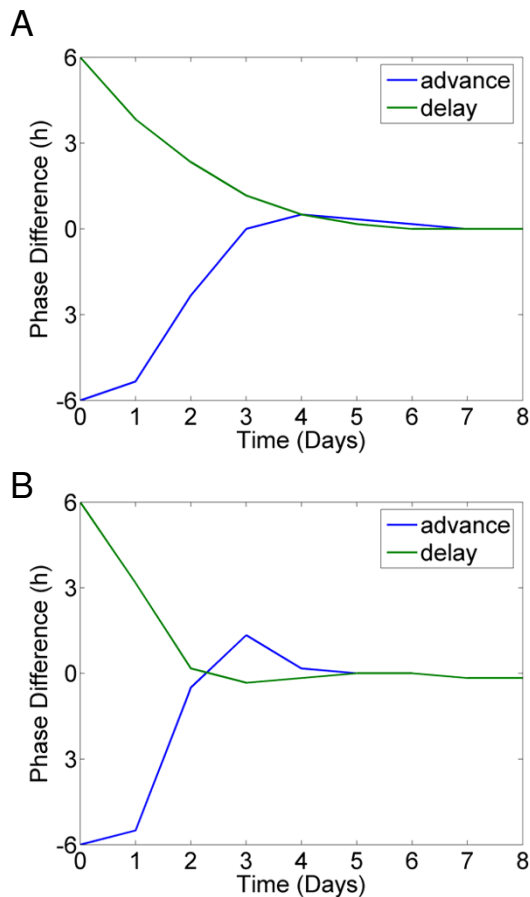 A
6
3
0
3
-6
Phase Difference (h)
advance
delay
0 1 2 3 4 5 6 7 8
Time (Days)
B
6
3
0
3
-6
Phase Difference (h)
advance
delay
0 1 2 3 4 5 6 7 8
Time (Days)